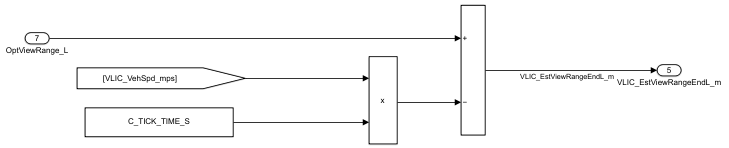 7
OptViewRange_L
[VLIC_VehSpd_mps]
C_TICK_TIME_S
x
+
−
VLIC_EstViewRangeEndL_m
5
VLIC_EstViewRangeEndL_m